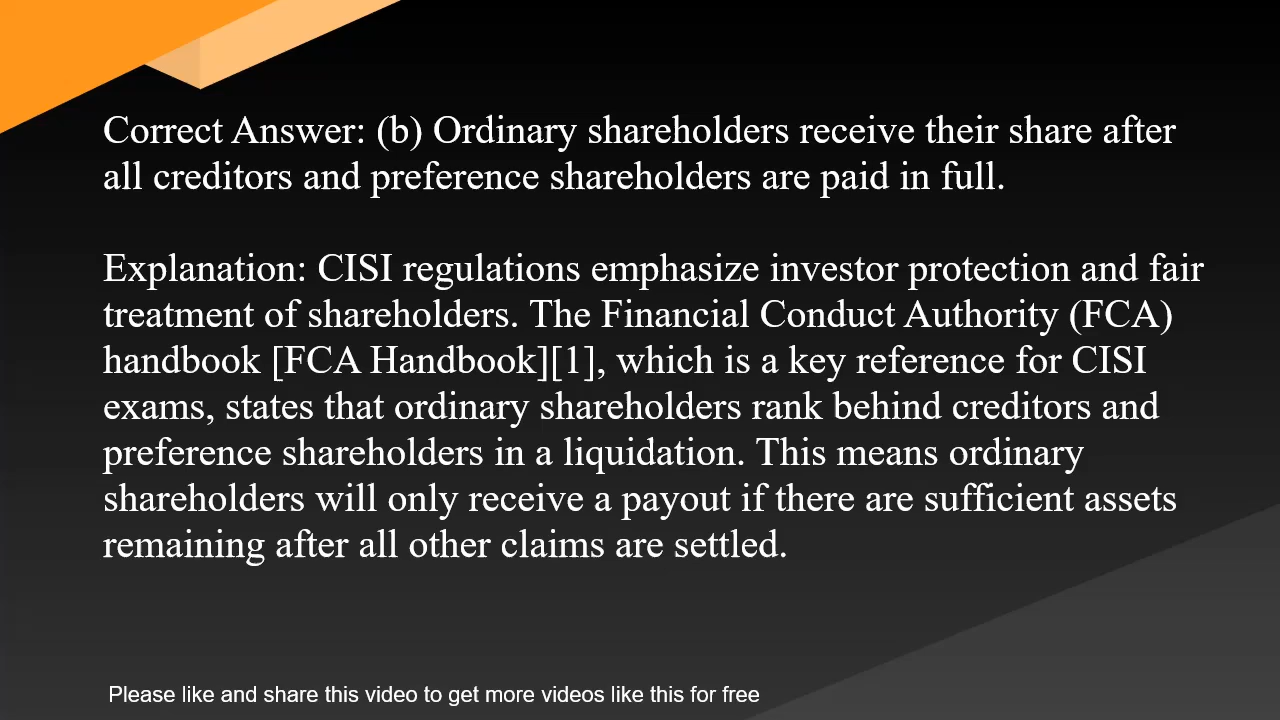 Correct Answer: (b) Ordinary shareholders receive their share after
all creditors and preference shareholders are paid in full.
Explanation: CISI regulations emphasize investor protection and fair
treatment of shareholders. The Financial Conduct Authority (FCA)
handbook [FCA Handbook][1], which is a key reference for CISI
exams, states that ordinary shareholders rank behind creditors and
preference shareholders in a liquidation. This means ordinary
shareholders will only receive a payout if there are sufficient assets
remaining after all other claims are settled.
Please like and share this video to get more videos like this for free